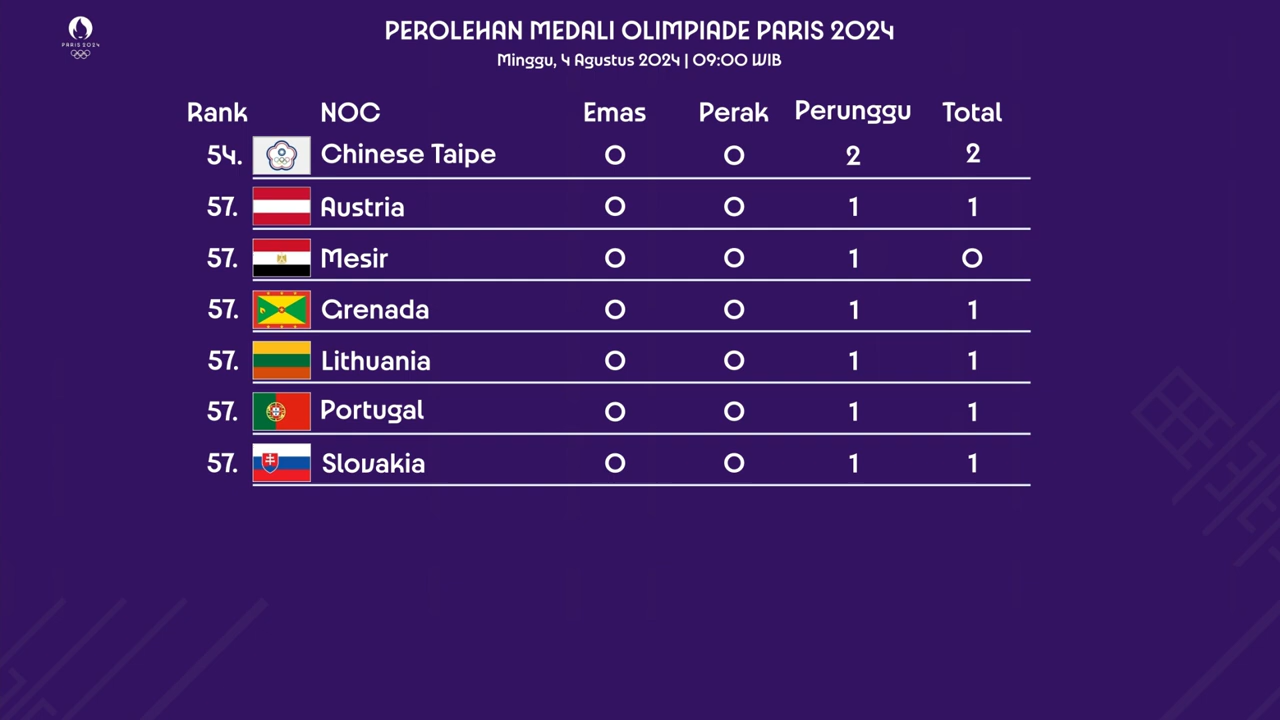 PARIS 2024
PEROLEHAN MEDALI OLIMPIADE PARIS 2024
Minggu, 4 Agustus 2024 | 09:00 WIB
Rank NOC Emas Perak Perunggu Total
54. Chinese Taipe 0 0 2 2
57. Austria 0 0 1 1
57. Mesir 0 0 1 0
57. Grenada 0 0 1 1
57. Lithuania 0 0 1 1
57. Portugal 0 0 1 1
57. Slovakia 0 0 1 1